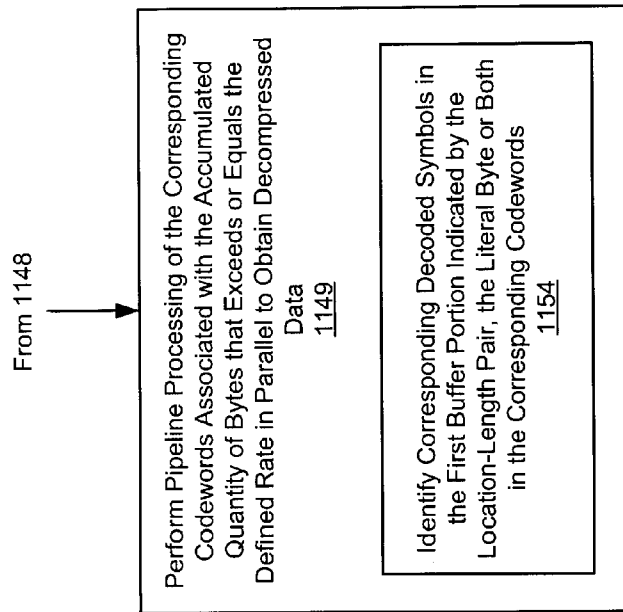 From 1148
Perform Pipeline Processing of the Corresponding
Codewords Associated with the Accumulated
Quantity of Bytes that Exceeds or Equals the
Defined Rate in Parallel to Obtain Decompressed
Data
1149
Identify Corresponding Decoded Symbols in
the First Buffer Portion Indicated by the
Location-Length Pair, the Literal Byte or Both
in the Corresponding Codewords
1154